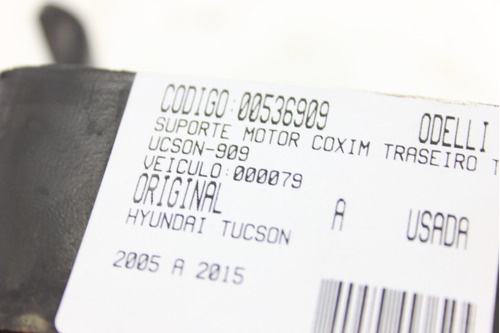 CODIGO:00536909 ODELLI
SUPORTE MOTOR COXIM TRASEIRO T
UCSON-909
VEICULO:000079
ORIGINAL A USADA
HYUNDAI TUCSON
2005 A 2015